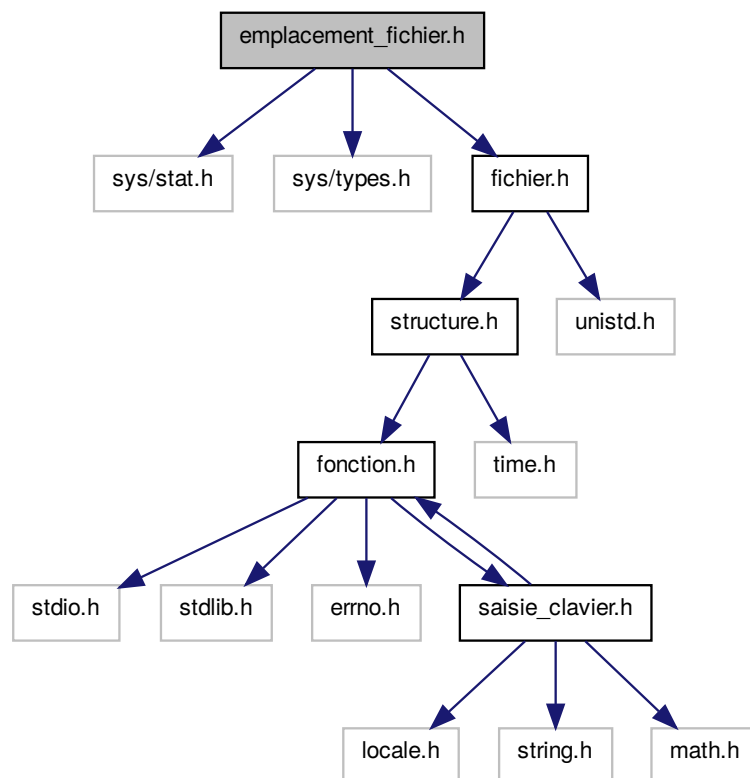 emplacement_fichier.h
sys/stat.h
sys/types.h
fichier.h
structure.h
unistd.h
fonction.h
time.h
stdio.h
stdlib.h
errno.h
saisie_clavier.h
locale.h
string.h
math.h